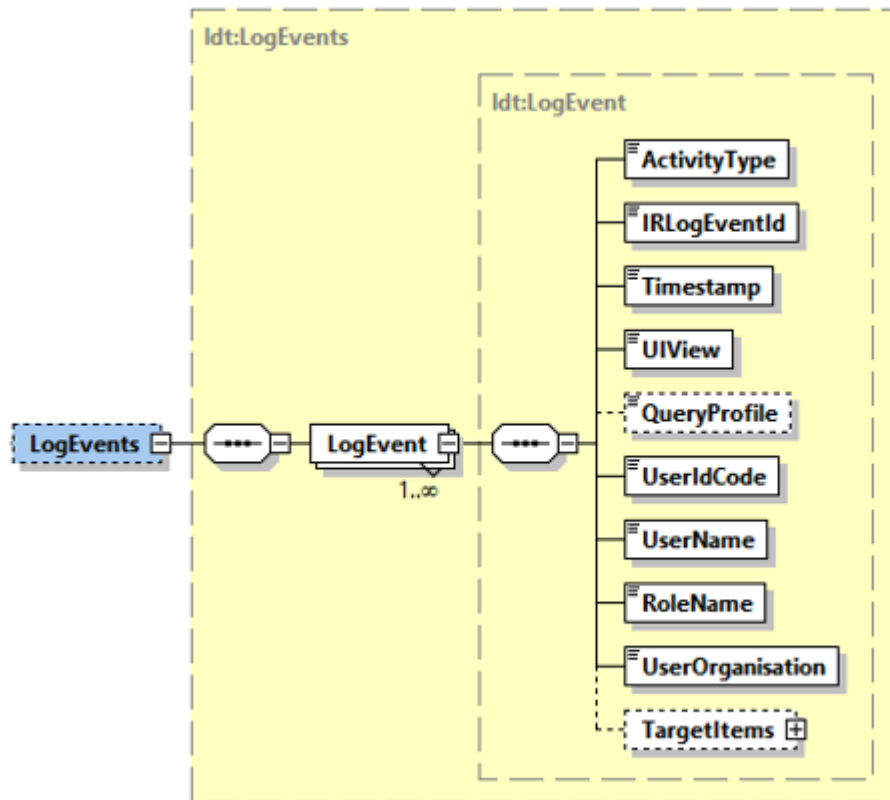 ldt:LogEvents
ldt:LogEvent
ActivityType
IRLogEventId
Timestamp
UIView
QueryProfile
LogEvents
LogEvent
1..∞
UserIdCode
UserName
RoleName
UserOrganisation
TargetItems